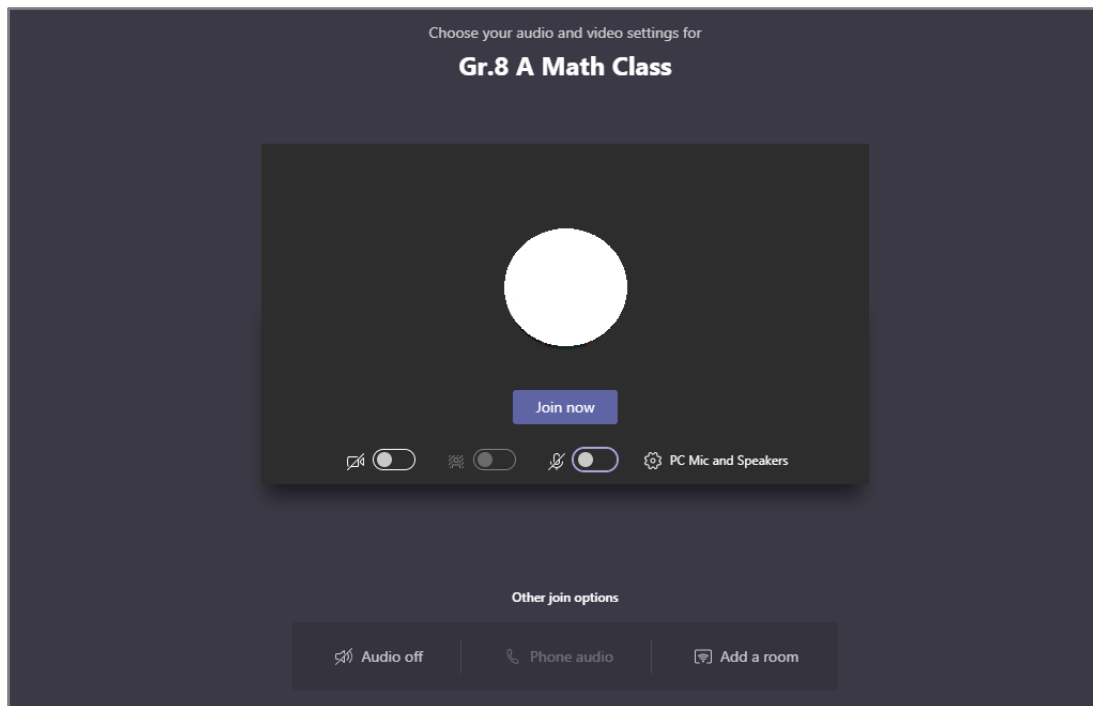 Choose your audio and video settings for
Gr.8 A Math Class
Join now
PC Mic and Speakers
Other join options
Audio off Phone audio Add a room